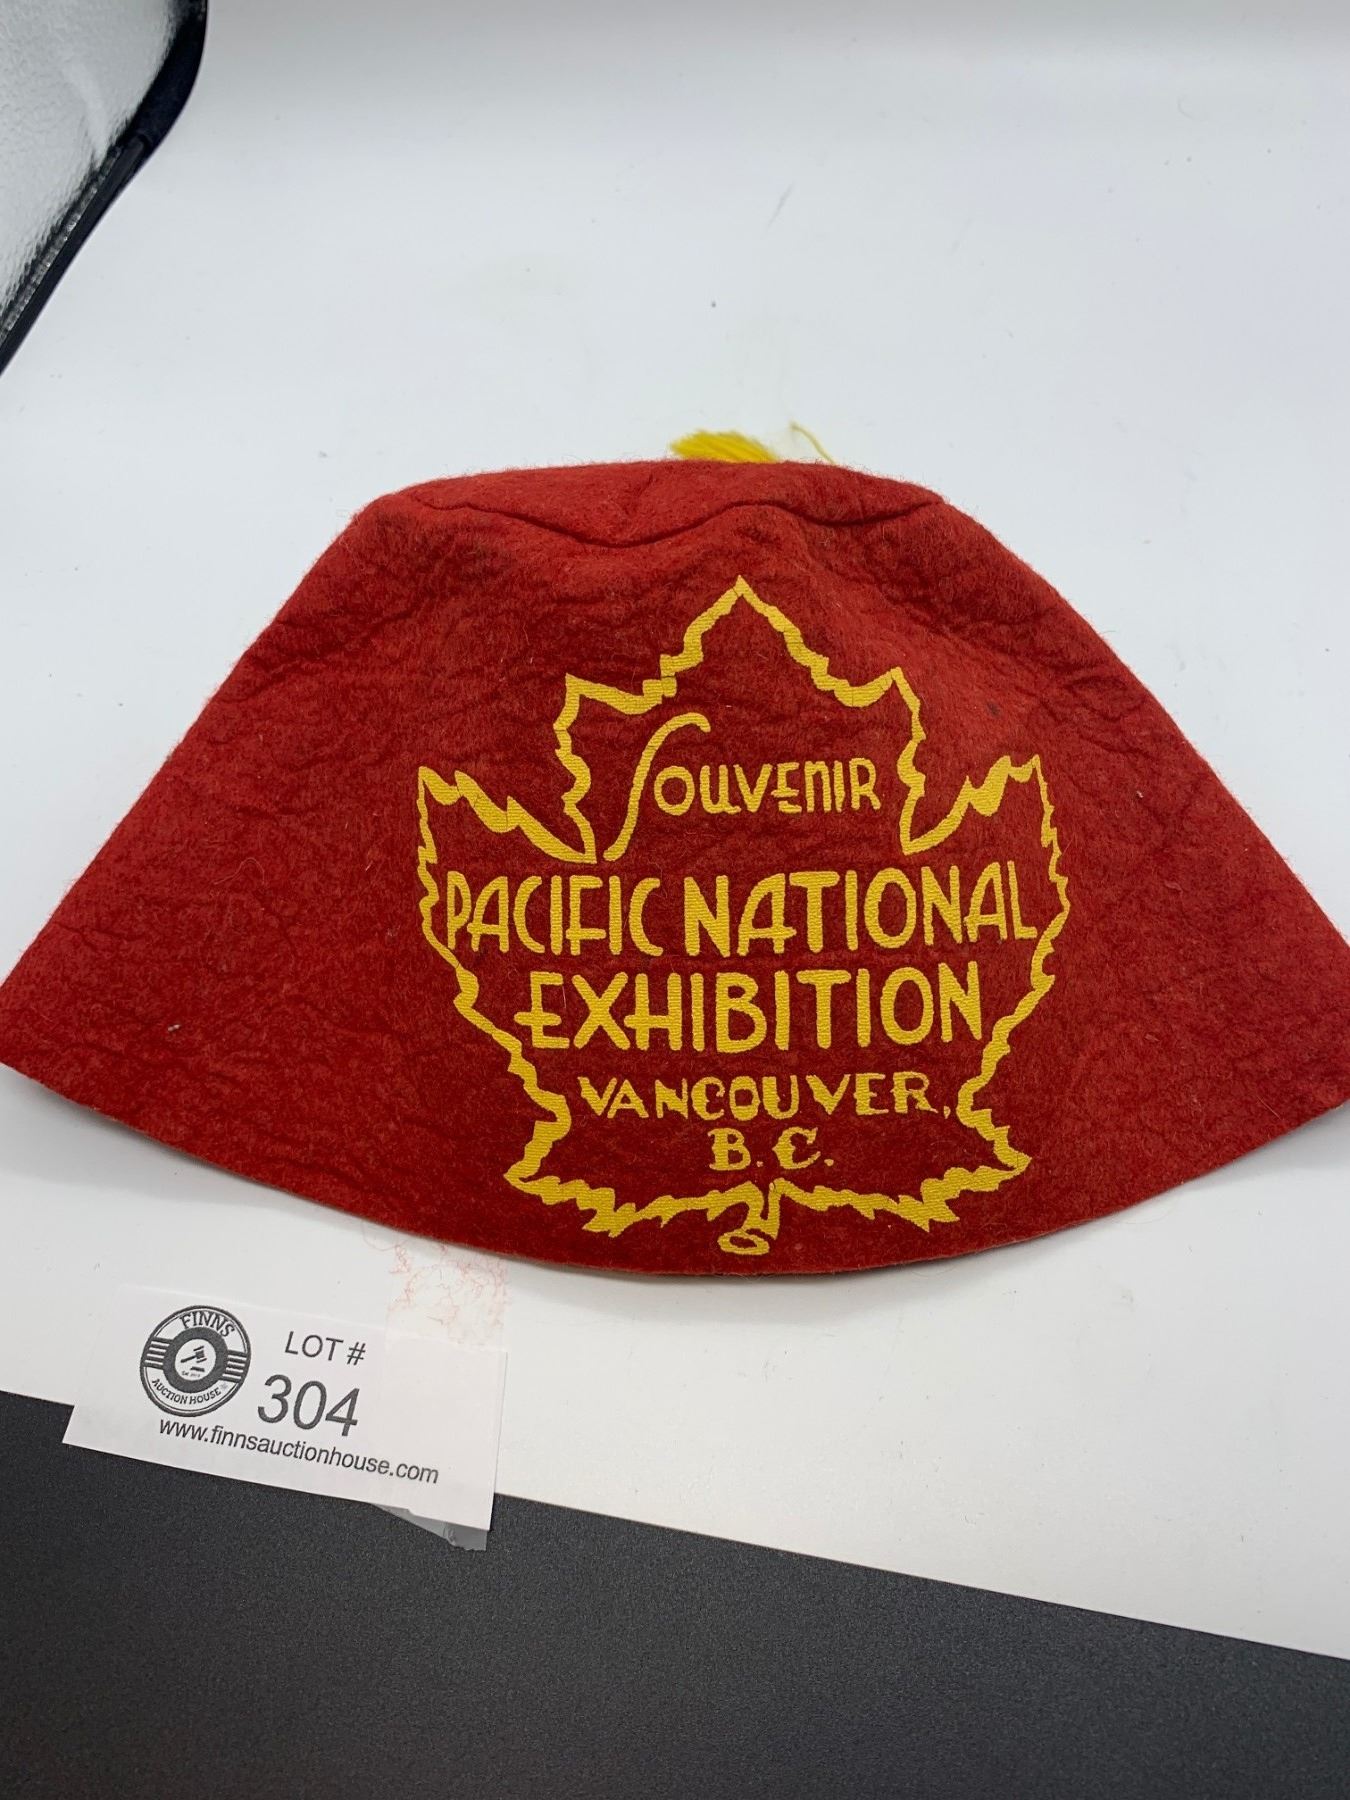 Souvenir
PACIFIC NATIONAL
EXHIBITION
VANCOUVER,
B.C.
FINNS
AUCTION HOUSE
LOT #
304
www.finnsauctionhouse.com